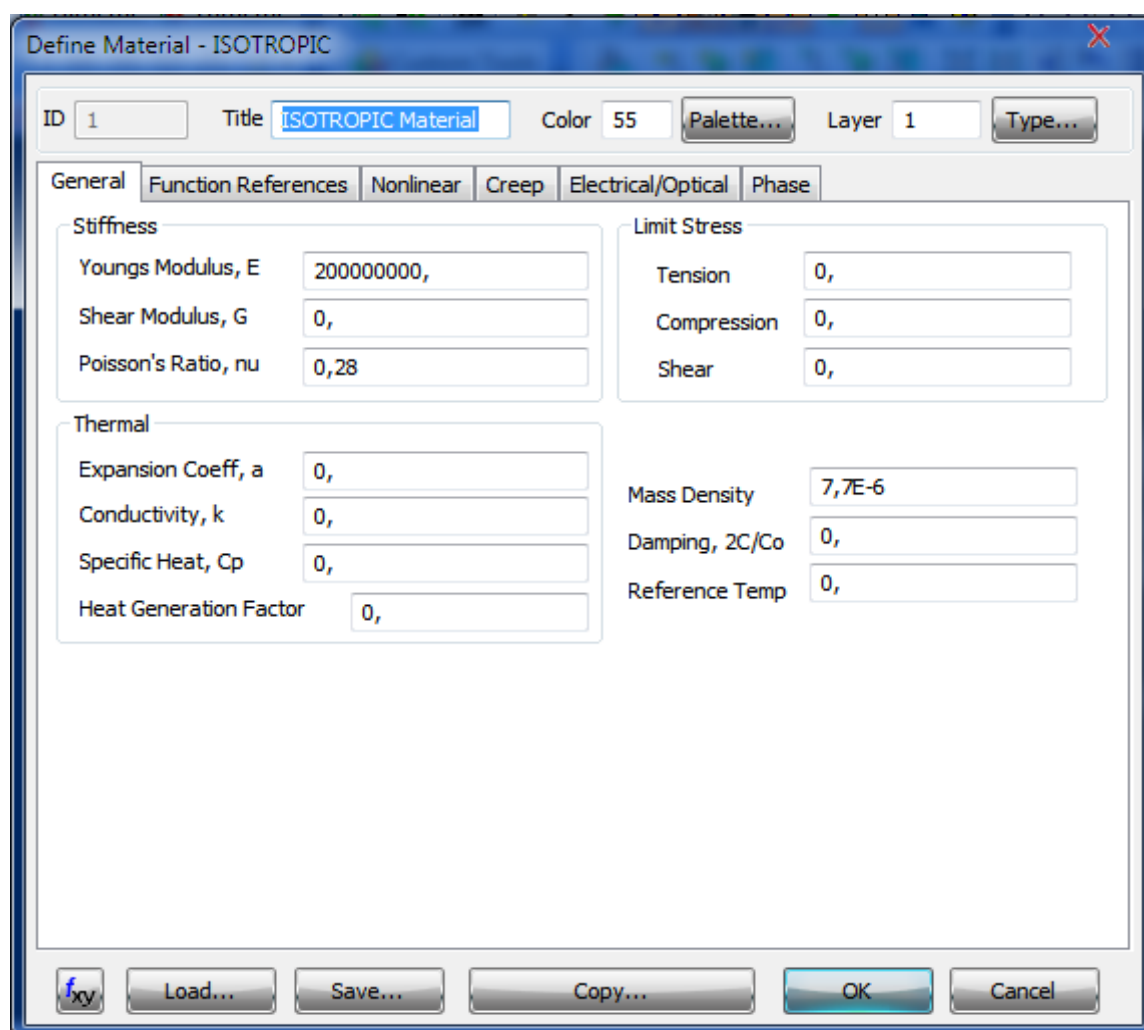 Define Material - ISOTROPIC
ID 1 Title ISOTROPIC Material Color 55 Palette... Layer 1 Type...
General Function References Nonlinear Creep Electrical/Optical Phase
Stiffness
Youngs Modulus, E 200000000,
Shear Modulus, G 0,
Poisson's Ratio, nu 0,28
Limit Stress
Tension 0,
Compression 0,
Shear 0,
Thermal
Expansion Coeff, a 0,
Conductivity, k 0,
Specific Heat, Cp 0,
Heat Generation Factor 0,
Mass Density 7,7E-6
Damping, 2C/Co 0,
Reference Temp 0,
fxy Load... Save... Copy... OK Cancel